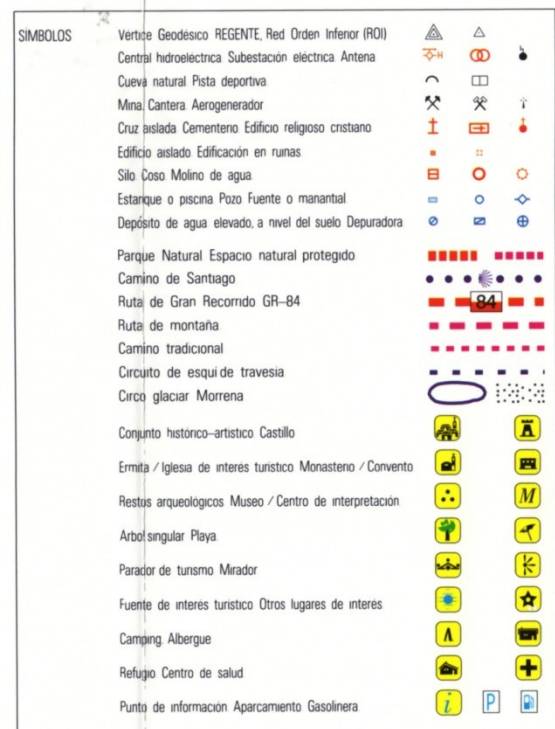 SÍMBOLOS
Vértice Geodésico REGENTE, Red Orden Inferior (ROI)
Central hidroeléctrica Subestación eléctrica Antena
H
Cueva natural Pista deportiva
Mina Cantera Aerogenerador
Cruz aislada Cementerio Edificio religioso cristiano
Edificio aislado Edificación en ruinas
Silo Coso Molino de agua
Estanque o piscina Pozo Fuente o manantial
Depósito de agua elevado, a nivel del suelo Depuradora
Parque Natural Espacio natural protegido
Camino de Santiago
Ruta de Gran Recorrido GR-84
84
Ruta de montaña
Camino tradicional
Circuito de esquí de travesía
Circo glaciar Morrena
Conjunto histórico-artístico Castillo
Ermita / Iglesia de interés turístico Monasterio / Convento
Restos arqueológicos Museo / Centro de interpretación
M
Arbol singular Playa
Parador de turismo Mirador
Fuente de interés turístico Otros lugares de interés
Camping Albergue
Refugio Centro de salud
Punto de información Aparcamiento Gasolinera
i P